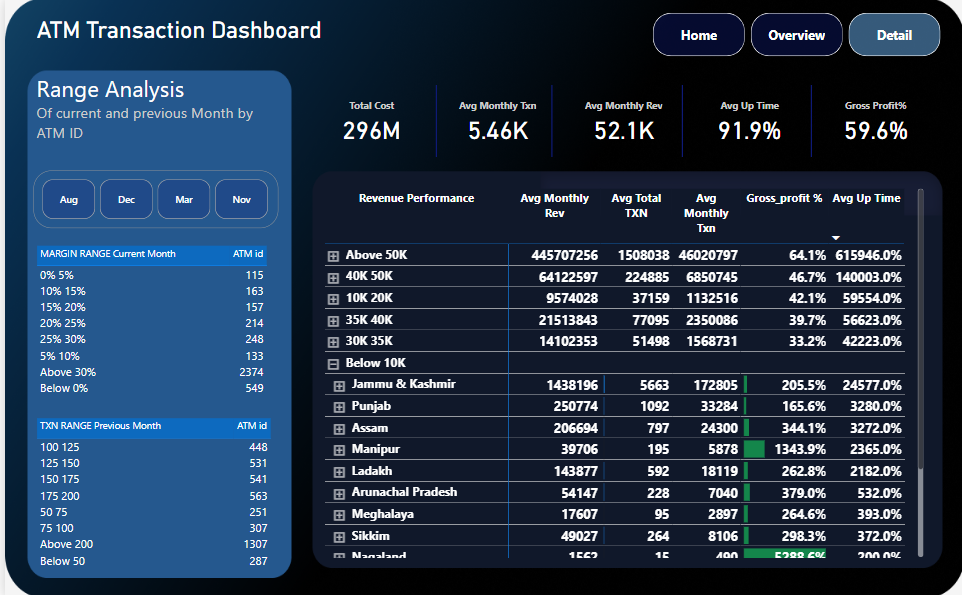 ATM Transaction Dashboard
Home
Overview
Detail
Range Analysis
Of current and previous Month by
ATM ID
Aug
Dec
Mar
Nov
MARGIN RANGE Current Month ATM id
0% 5% 115
10% 15% 163
15% 20% 157
20% 25% 214
25% 30% 248
5% 10% 133
Above 30% 2374
Below 0% 549
TXN RANGE Previous Month ATM id
100 125 448
125 150 531
150 175 541
175 200 563
50 75 251
75 100 307
Above 200 1307
Below 50 287
Total Cost
296M
Avg Monthly Txn
5.46K
Avg Monthly Rev
52.1K
Avg Up Time
91.9%
Gross Profit%
59.6%
Revenue Performance
Avg Monthly
Rev
Avg Total
TXN
Avg
Monthly
Txn
Gross_profit %
Avg Up Time
Above 50K 445707256 1508038 46020797 64.1% 615946.0%
40K 50K 64122597 224885 6850745 46.7% 140003.0%
10K 20K 9574028 37159 1132516 42.1% 59554.0%
35K 40K 21513843 77095 2350086 39.7% 56623.0%
30K 35K 14102353 51498 1568731 33.2% 42223.0%
Below 10K
Jammu & Kashmir 1438196 5663 172805 205.5% 24577.0%
Punjab 250774 1092 33284 165.6% 3280.0%
Assam 206694 797 24300 344.1% 3272.0%
Manipur 39706 195 5878 1343.9% 2365.0%
Ladakh 143877 592 18119 262.8% 2182.0%
Arunachal Pradesh 54147 228 7040 379.0% 532.0%
Meghalaya 17607 95 2897 264.6% 393.0%
Sikkim 49027 264 8106 298.3% 372.0%
Nagaland 1562 15 490 5288.6% 200.0%